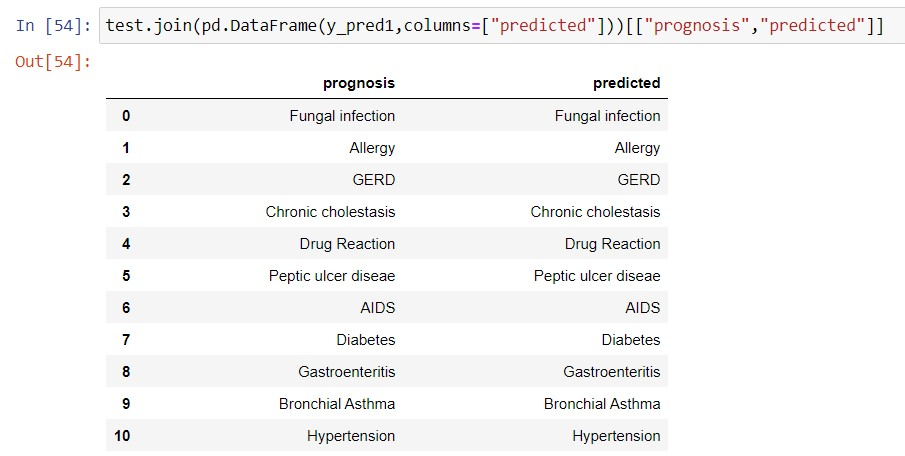 In [54]: test.join(pd.DataFrame(y_pred1,columns=["predicted"]))[["prognosis","predicted"]]
Out[54]:
prognosis predicted
0 Fungal infection Fungal infection
1 Allergy Allergy
2 GERD GERD
3 Chronic cholestasis Chronic cholestasis
4 Drug Reaction Drug Reaction
5 Peptic ulcer diseae Peptic ulcer diseae
6 AIDS AIDS
7 Diabetes Diabetes
8 Gastroenteritis Gastroenteritis
9 Bronchial Asthma Bronchial Asthma
10 Hypertension Hypertension